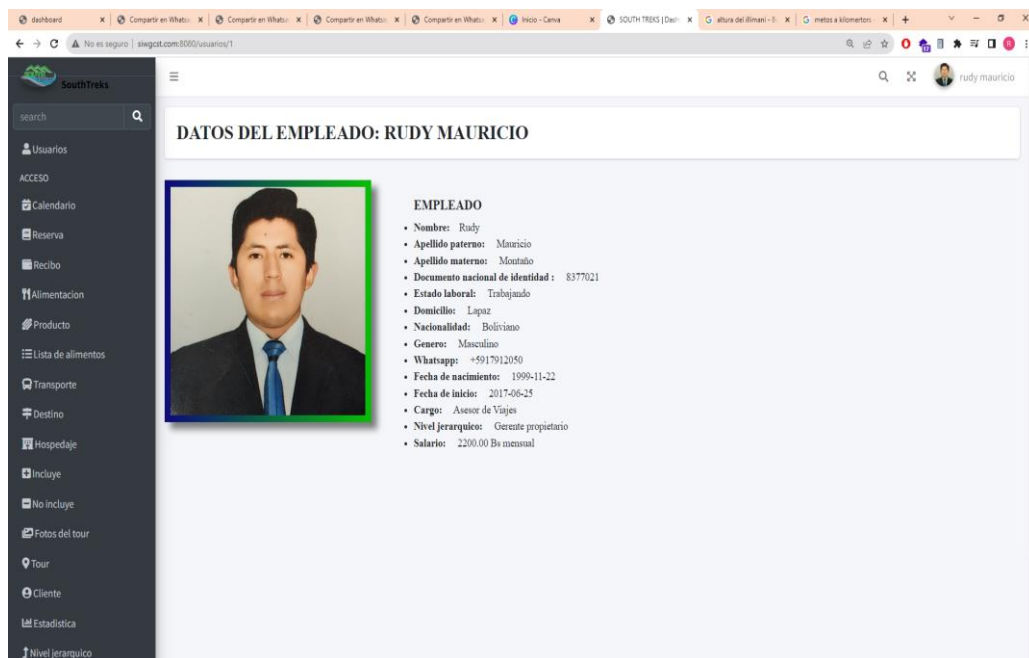 dashboard
Compartir en Whats
Compartir en Whats
Compartir en Whats
Compartir en Whats
Inicio - Canva
SOUTH TREKS | Dash
altura del illimani - B
metos a kilometors -
No es seguro | siwgcst.com:8080/usuarios/1
SouthTreks
rudy mauricio
search
Usuarios
ACCESO
Calendario
Reserva
Recibo
Alimentacion
Producto
Lista de alimentos
Transporte
Destino
Hospedaje
Incluye
No incluye
Fotos del tour
Tour
Cliente
Estadistica
Nivel jerarquico
DATOS DEL EMPLEADO: RUDY MAURICIO
EMPLEADO
• Nombre: Rudy
• Apellido paterno: Mauricio
• Apellido materno: Montaño
• Documento nacional de identidad : 8377021
• Estado laboral: Trabajando
• Domicilio: Lapaz
• Nacionalidad: Boliviano
• Genero: Masculino
• Whatsapp: +5917912050
• Fecha de nacimiento: 1999-11-22
• Fecha de inicio: 2017-06-25
• Cargo: Asesor de Viajes
• Nivel jerarquico: Gerente propietario
• Salario: 2200.00 Bs mensual